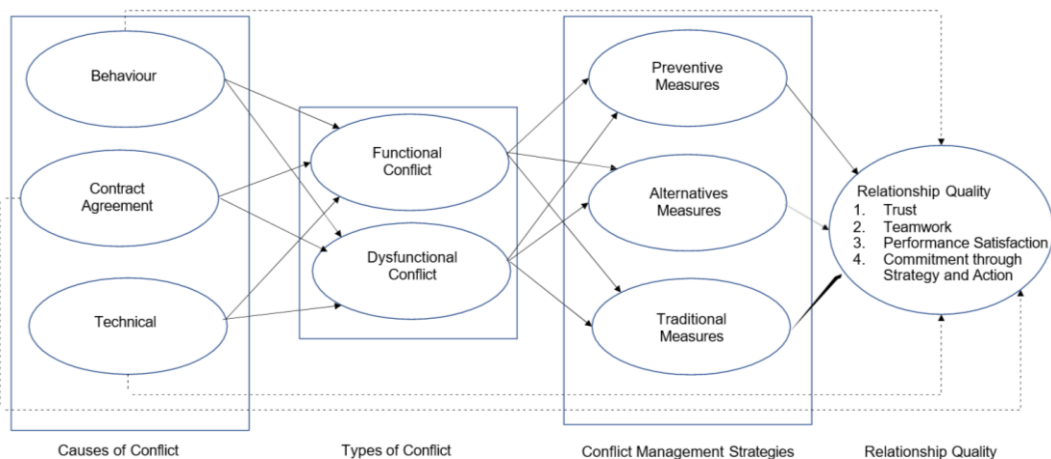 Behaviour
Contract
Agreement
Technical
Functional
Conflict
Dysfunctional
Conflict
Preventive
Measures
Alternatives
Measures
Traditional
Measures
Relationship Quality
1. Trust
2. Teamwork
3. Performance Satisfaction
4. Commitment through
Strategy and Action
Causes of Conflict
Types of Conflict
Conflict Management Strategies
Relationship Quality